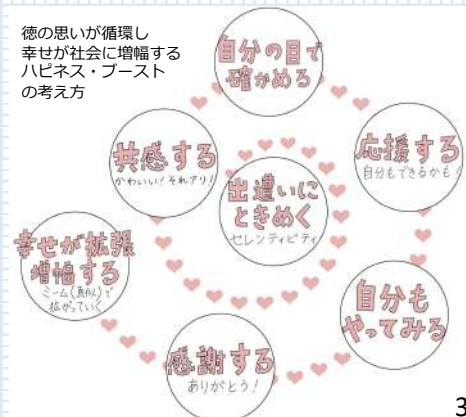 徳の思いが循環し
幸せが社会に増幅する
ハピネス・ブースト
の考え方
自分の目で
確かめる
共感する
かわいい！それアリ！
応援する
自分もできるかも！
出遭いに
ときめく
セレンディピティ
幸せが拡張
増幅する
ミーム（真似）で
拡がっていく
自分も
やってみる
感謝する
ありがとう！
3